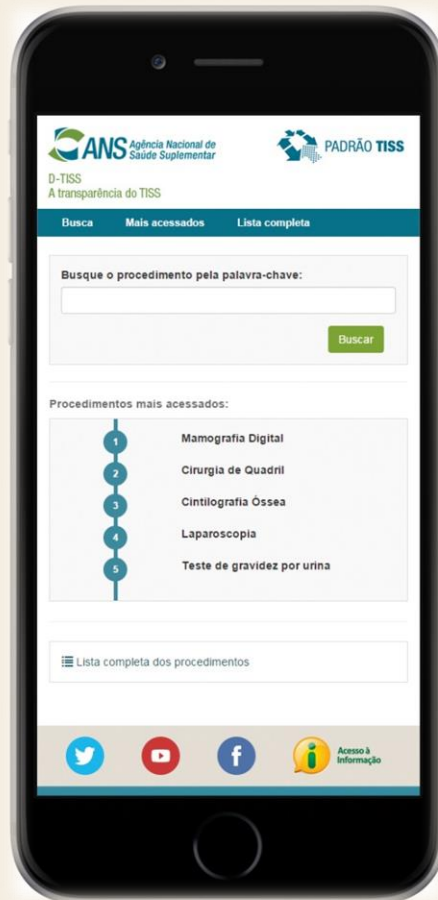 ANS Agência Nacional de
Saúde Suplementar
PADRÃO TISS
D-TISS
A transparência do TISS
Busca Mais acessados Lista completa
Busque o procedimento pela palavra-chave:
Buscar
Procedimentos mais acessados:
1 Mamografia Digital
2 Cirurgia de Quadril
3 Cintilografia Óssea
4 Laparoscopia
5 Teste de gravidez por urina
Lista completa dos procedimentos
Acesso à
Informação